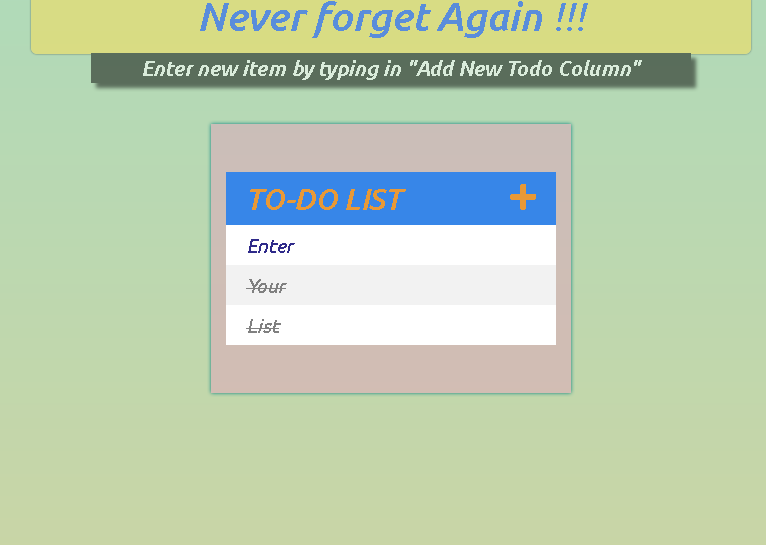 Never forget Again !!!
Enter new item by typing in "Add New Todo Column"
TO-DO LIST
Enter
Your
List